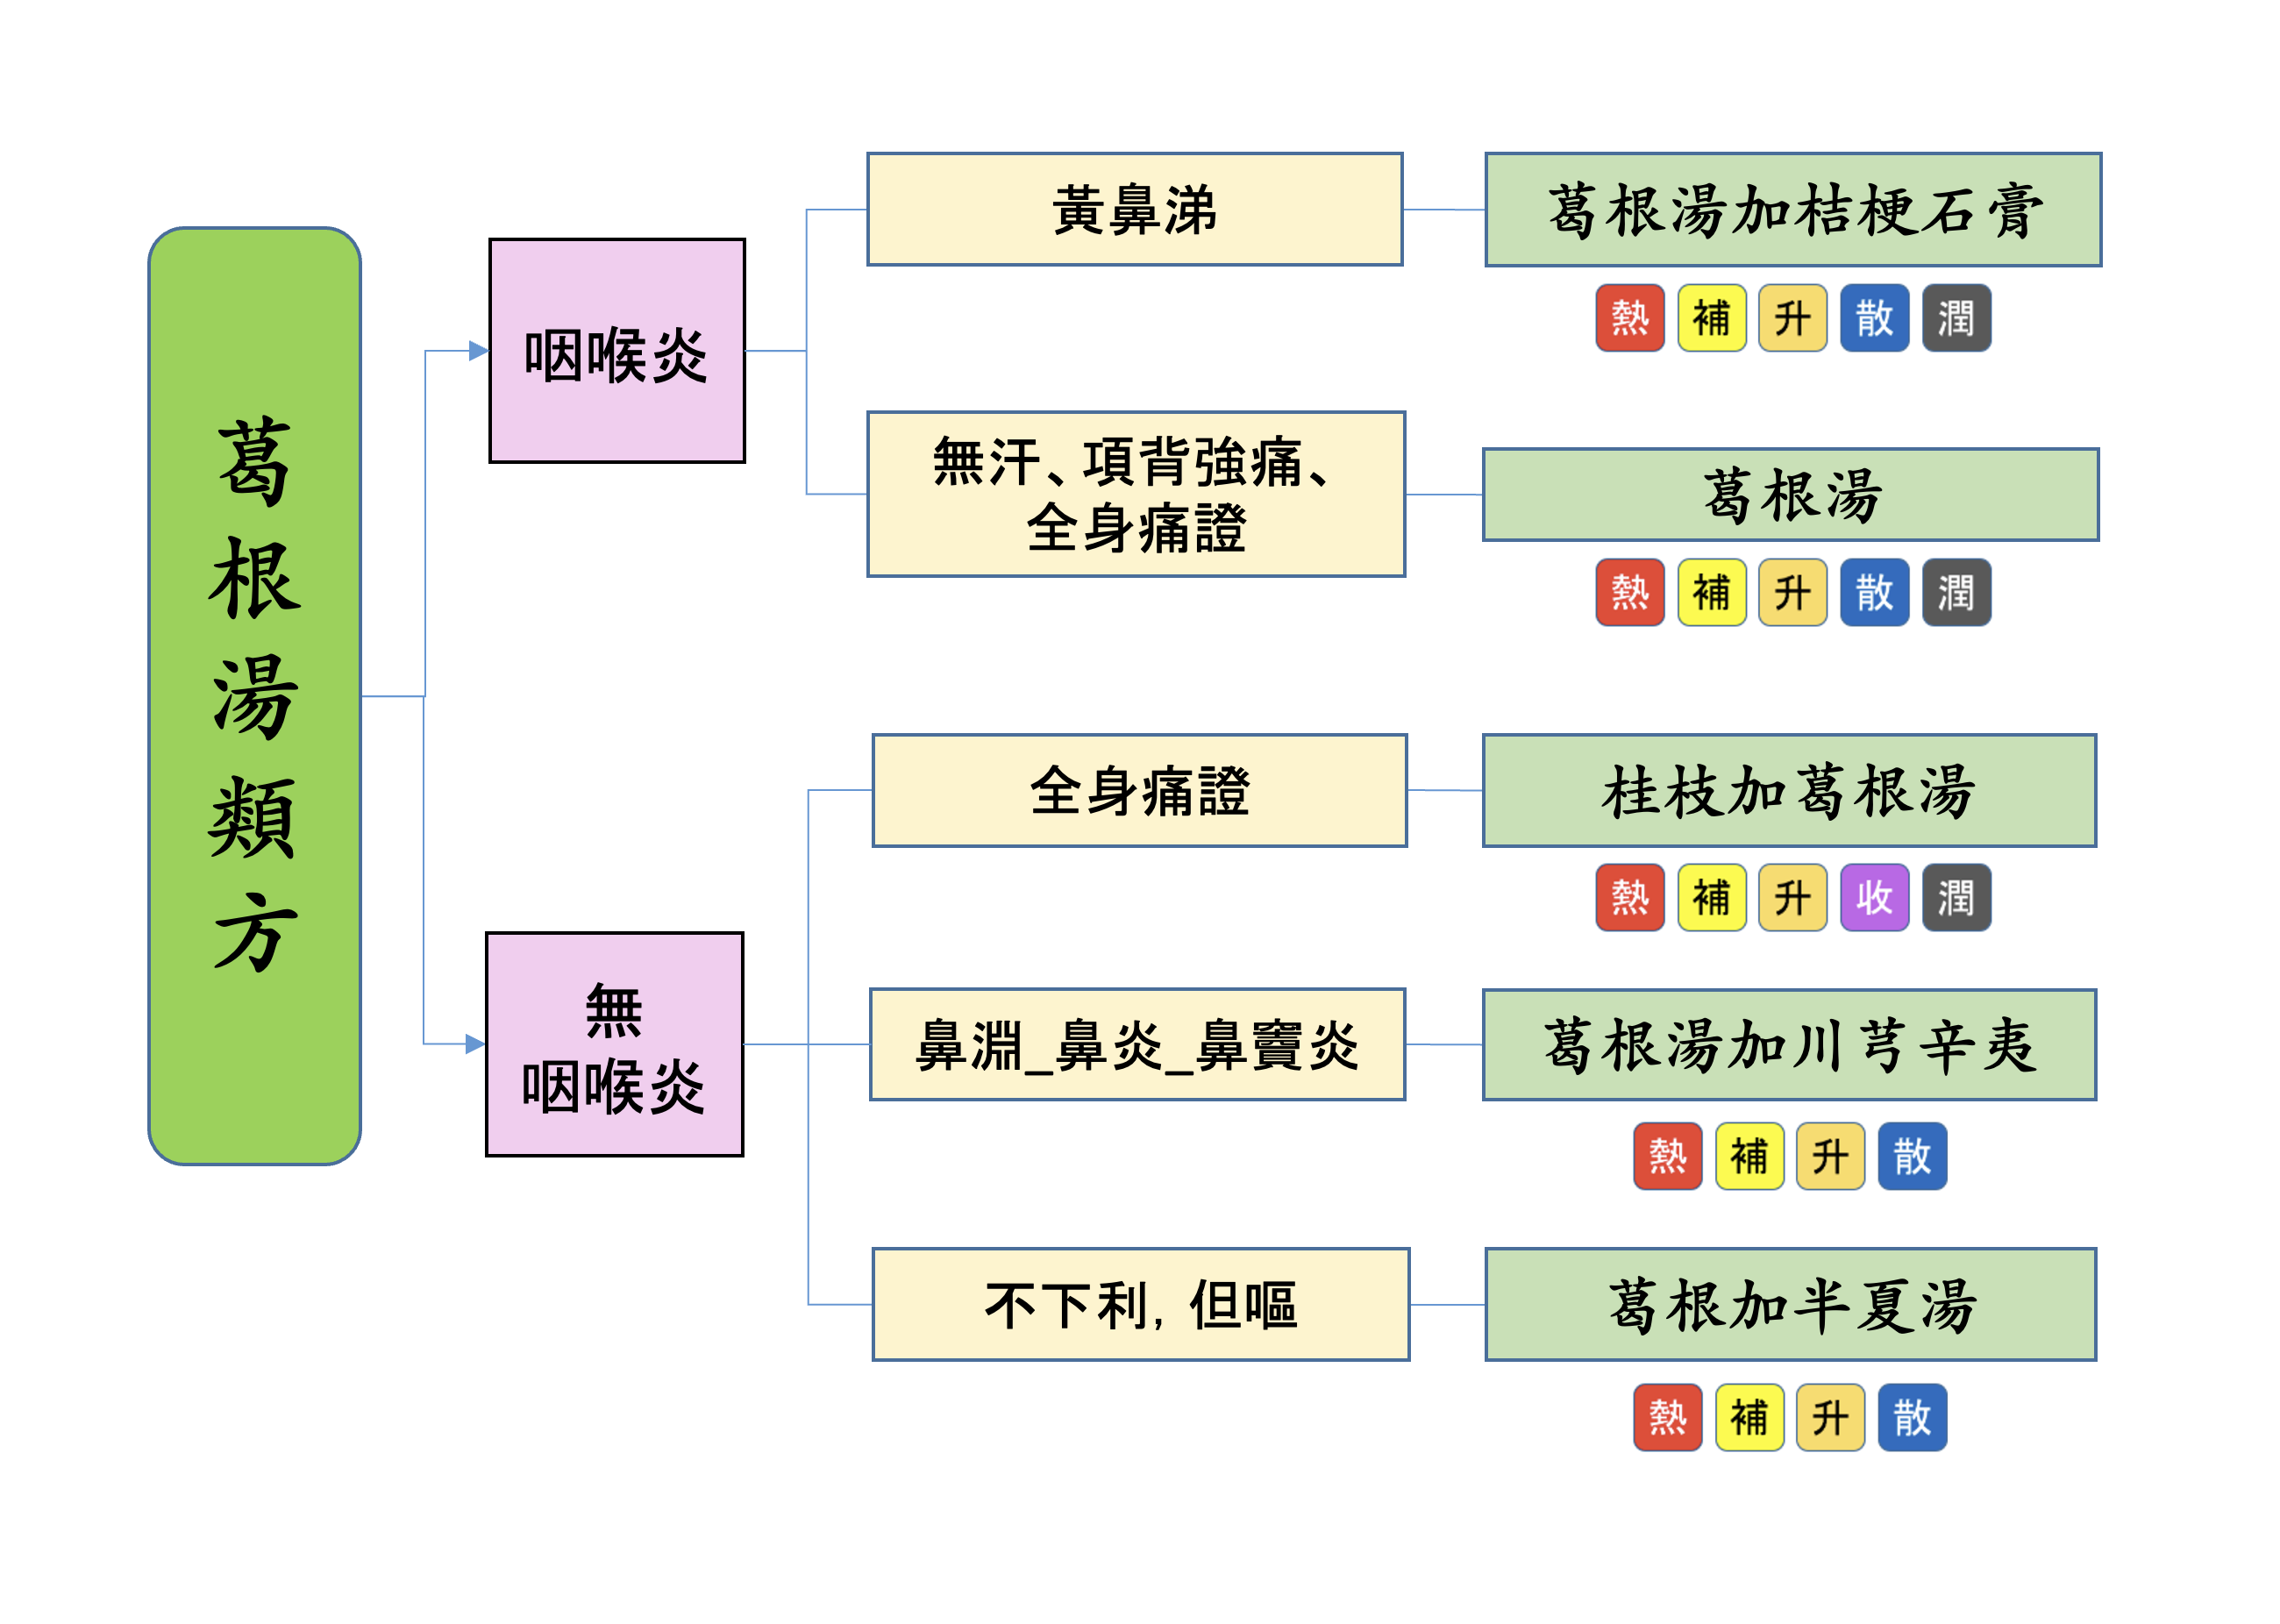 葛根湯類方
咽喉炎
黃鼻涕
葛根湯加桔梗石膏
熱 補 升 散 潤
無汗、項背強痛、
全身痛證
葛根湯
熱 補 升 散 潤
無
咽喉炎
全身痛證
桂枝加葛根湯
熱 補 升 收 潤
鼻淵_鼻炎_鼻竇炎
葛根湯加川芎辛夷
熱 補 升 散
不下利, 但嘔
葛根加半夏湯
熱 補 升 散